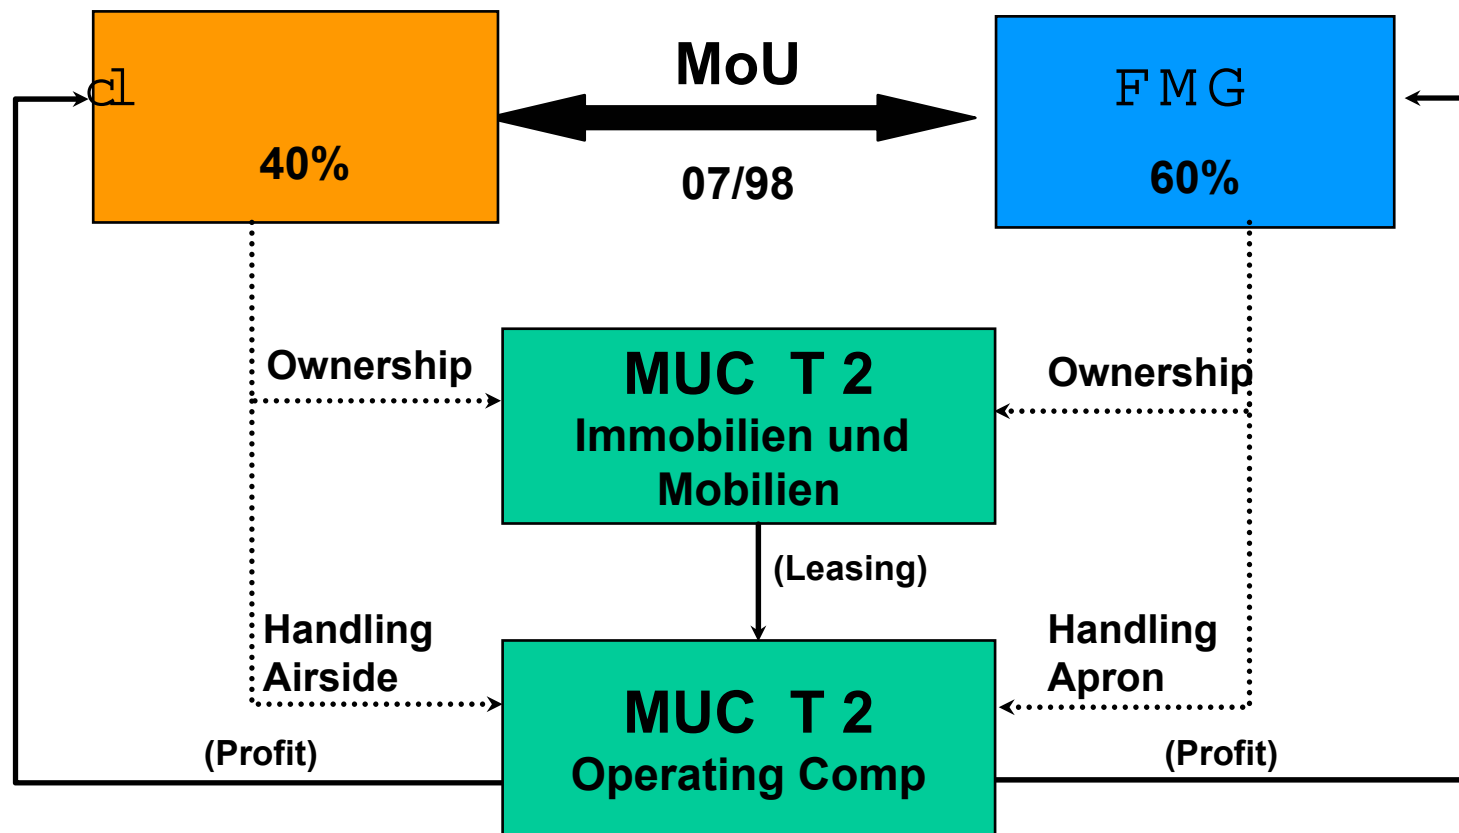 MoU
cl
FMG
40%
07/98
60%
Ownership
MUC T 2
Immobilien und
Mobilien
Ownership
(Leasing)
Handling
Airside
Handling
Apron
MUC T 2
Operating Comp
(Profit)
(Profit)